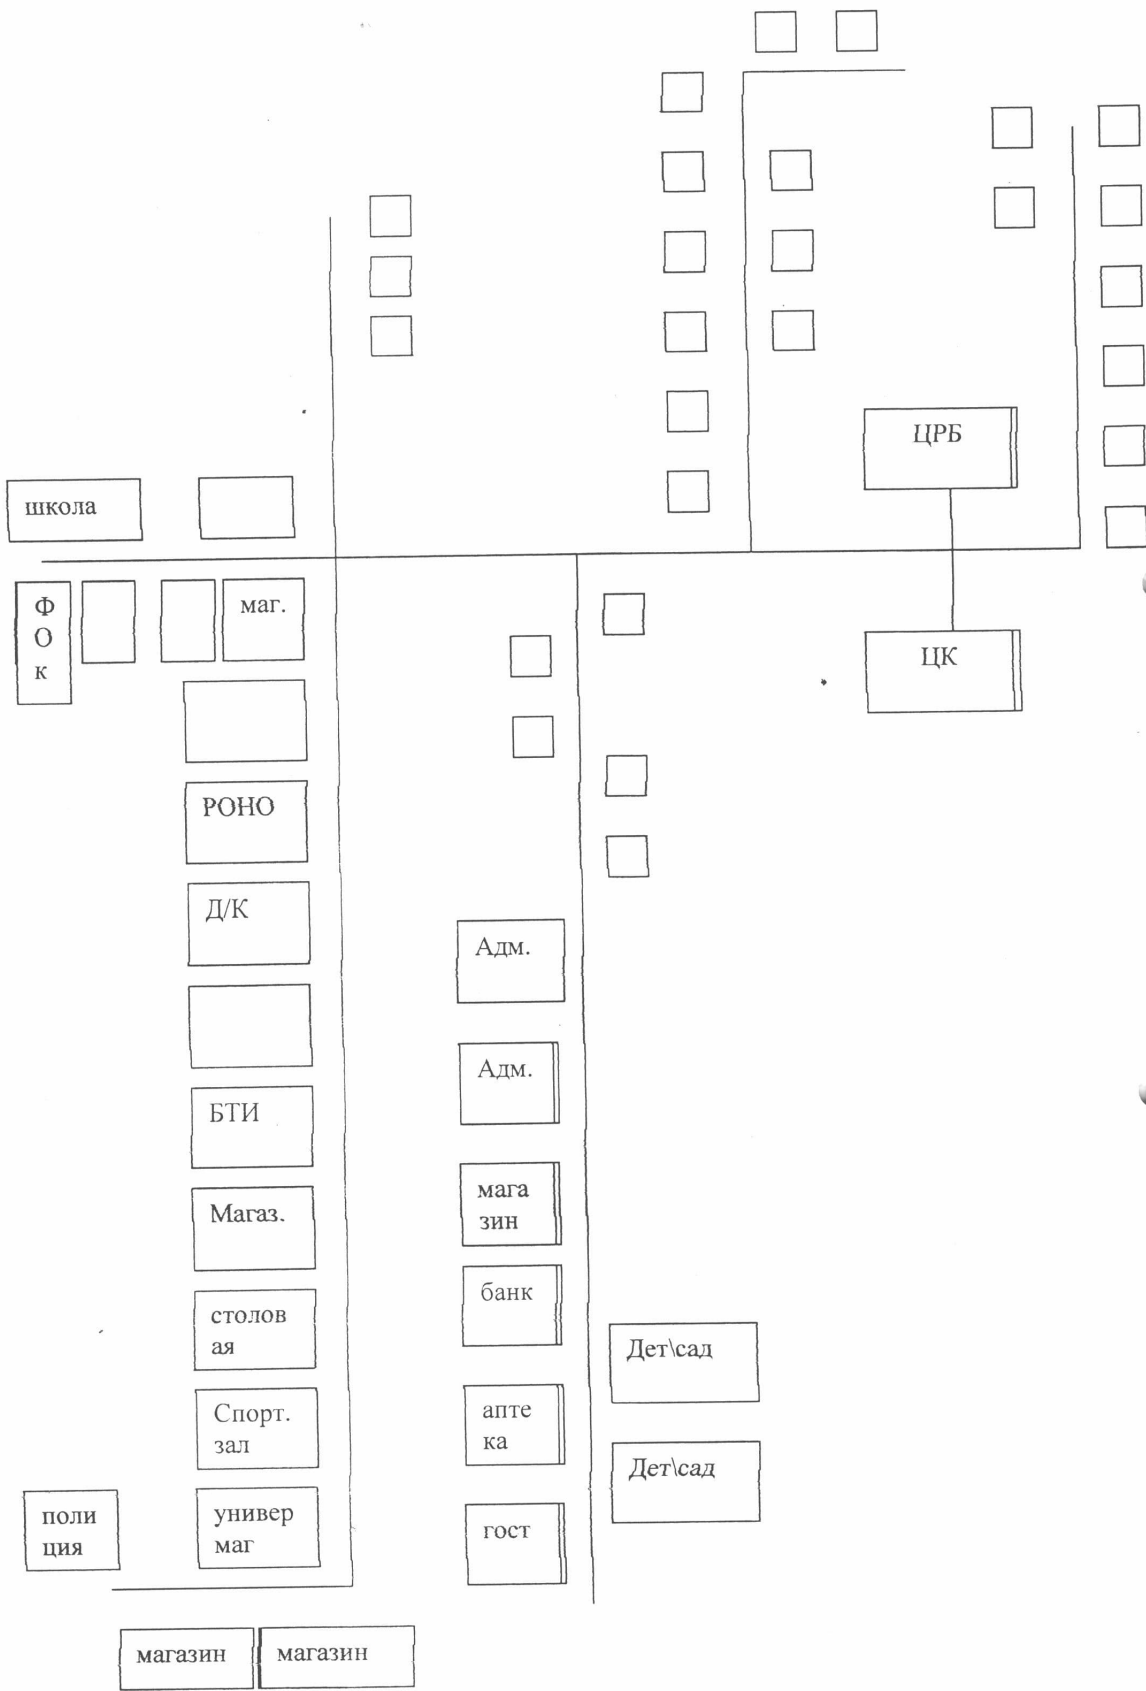 ЦРБ
школа
Ф
О
к
маг.
ЦК
РОНО
Д/К
Адм.
Адм.
БТИ
мага
зин
Магаз.
банк
столов
ая
Дет\сад
апте
ка
Спорт.
зал
Дет\сад
поли
ция
универ
маг
гост
магазин
магазин